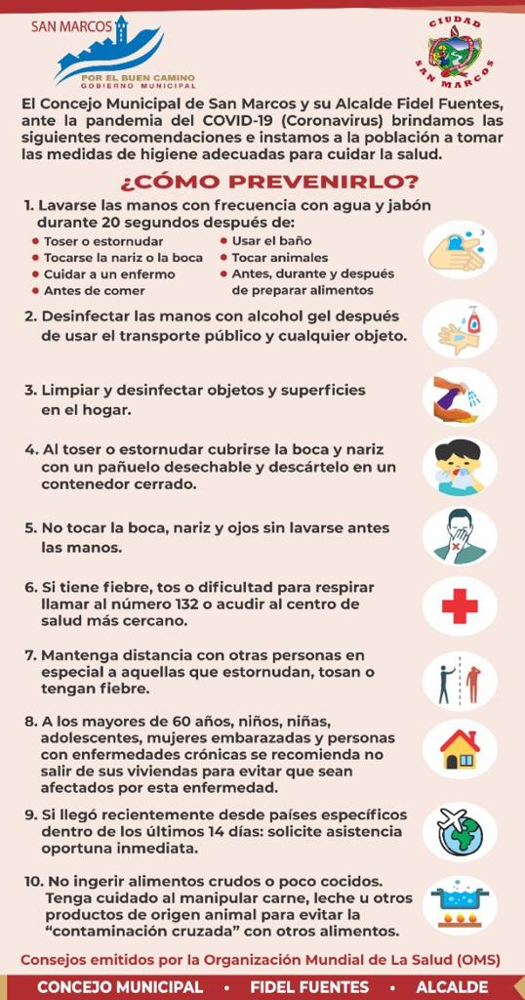 SAN MARCOS
POR EL BUEN CAMINO
GOBIERNO MUNICIPAL
CIUDAD
SAN MARCOS
El Concejo Municipal de San Marcos y su Alcalde Fidel Fuentes,
ante la pandemia del COVID-19 (Coronavirus) brindamos las
siguientes recomendaciones e instamos a la población a tomar
las medidas de higiene adecuadas para cuidar la salud.
¿CÓMO PREVENIRLO?
1. Lavarse las manos con frecuencia con agua y jabón
durante 20 segundos después de:
• Toser o estornudar
• Tocarse la nariz o la boca
• Cuidar a un enfermo
• Antes de comer
• Usar el baño
• Tocar animales
• Antes, durante y después
de preparar alimentos
2. Desinfectar las manos con alcohol gel después
de usar el transporte público y cualquier objeto.
3. Limpiar y desinfectar objetos y superficies
en el hogar.
4. Al toser o estornudar cubrirse la boca y nariz
con un pañuelo desechable y descártelo en un
contenedor cerrado.
5. No tocar la boca, nariz y ojos sin lavarse antes
las manos.
6. Si tiene fiebre, tos o dificultad para respirar
llamar al número 132 o acudir al centro de
salud más cercano.
7. Mantenga distancia con otras personas en
especial a aquellas que estornudan, tosan o
tengan fiebre.
8. A los mayores de 60 años, niños, niñas,
adolescentes, mujeres embarazadas y personas
con enfermedades crónicas se recomienda no
salir de sus viviendas para evitar que sean
afectados por esta enfermedad.
9. Si llegó recientemente desde países específicos
dentro de los últimos 14 días: solicite asistencia
oportuna inmediata.
10. No ingerir alimentos crudos o poco cocidos.
Tenga cuidado al manipular carne, leche u otros
productos de origen animal para evitar la
“contaminación cruzada” con otros alimentos.
Consejos emitidos por la Organización Mundial de La Salud (OMS)
CONCEJO MUNICIPAL • FIDEL FUENTES • ALCALDE